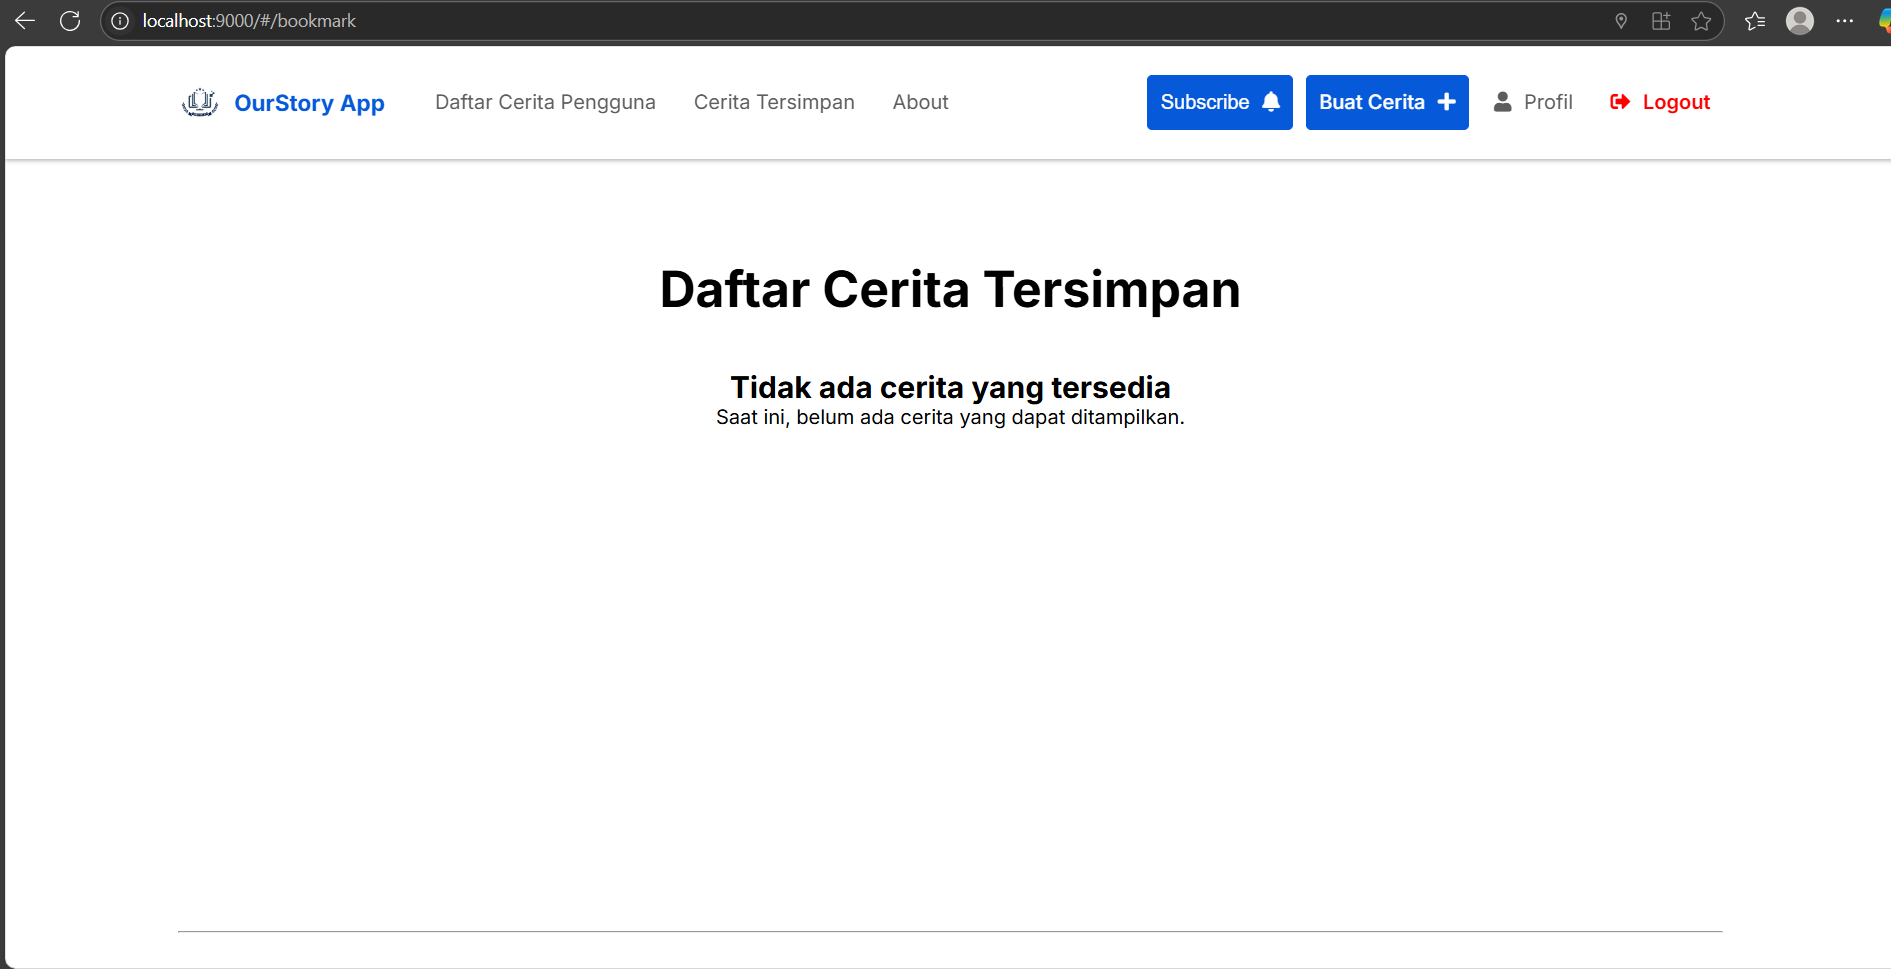 localhost:9000/#/bookmark
OurStory App
Daftar Cerita Pengguna
Cerita Tersimpan
About
Subscribe
Buat Cerita
Profil
Logout
Daftar Cerita Tersimpan
Tidak ada cerita yang tersedia
Saat ini, belum ada cerita yang dapat ditampilkan.